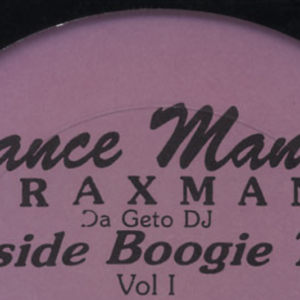 ance Man
RAXMAN
Da Geto DJ
side Boogie
Vol I